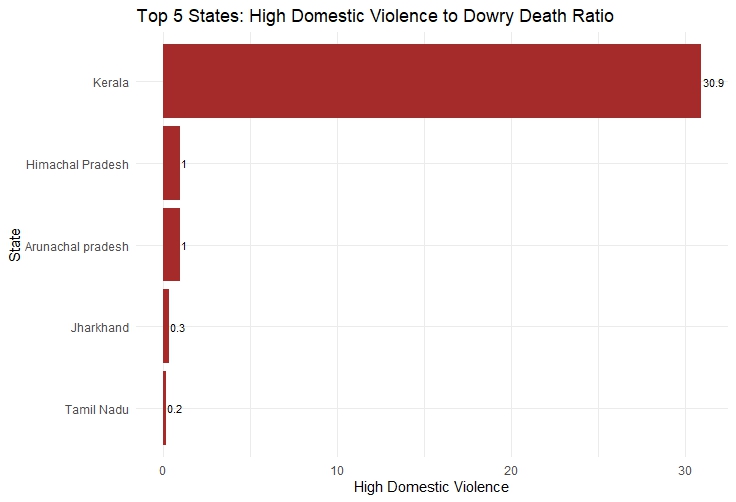 Top 5 States: High Domestic Violence to Dowry Death Ratio
State
Kerala
30.9
Himachal Pradesh
1
Arunachal pradesh
1
Jharkhand
0.3
Tamil Nadu
0.2
0 10 20 30
High Domestic Violence